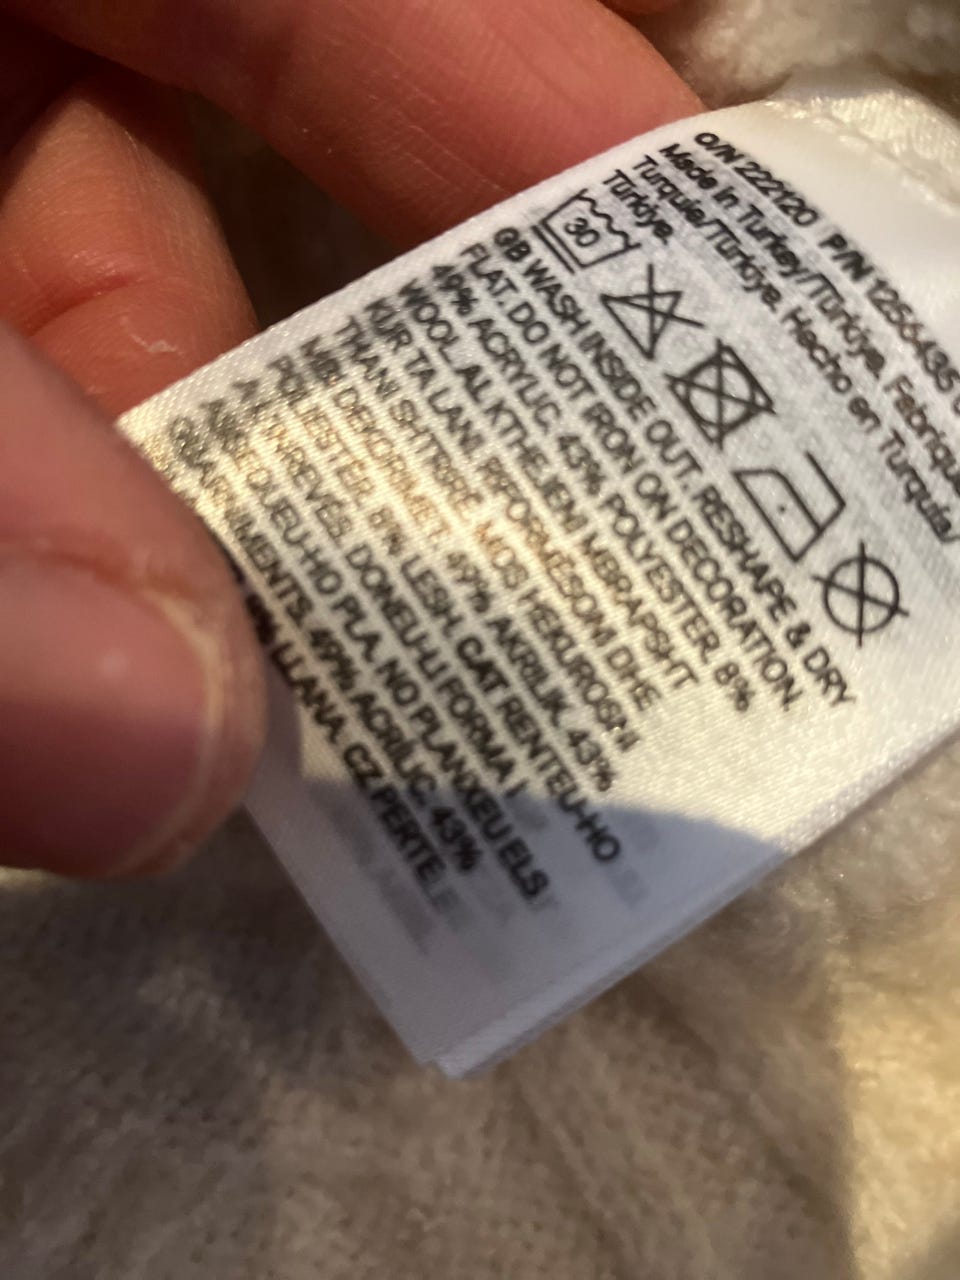 O/N 222120 P/N 1256435
Made in Turkey/Türkiye. Fabriqué
Turquie/Türkiye. Hecho en Turquía/
Türkiye.
30
GB WASH INSIDE OUT. RESHAPE & DRY
FLAT. DO NOT IRON ON DECORATION.
49% ACRYLIC. 43% POLYESTER. 8%
WOOL. AL KTHEJENI MBRAPSHT
KUR TA LANI. RIFORMËSONI DHE
THANI SHTRIRË. MOS HEKUROSNI
MBI DEKORIMET. 49% AKRILIK. 43%
POLIESTER. 8% LESH. CAT RENTEU-HO
A L'INREVÉS. DONEU-LI FORMA I
ASSEQUEU-HO PLA. NO PLANXEU ELS
GUARNIMENTS. 49% ACRÍLIC. 43%
LLANA. CZ PERTE